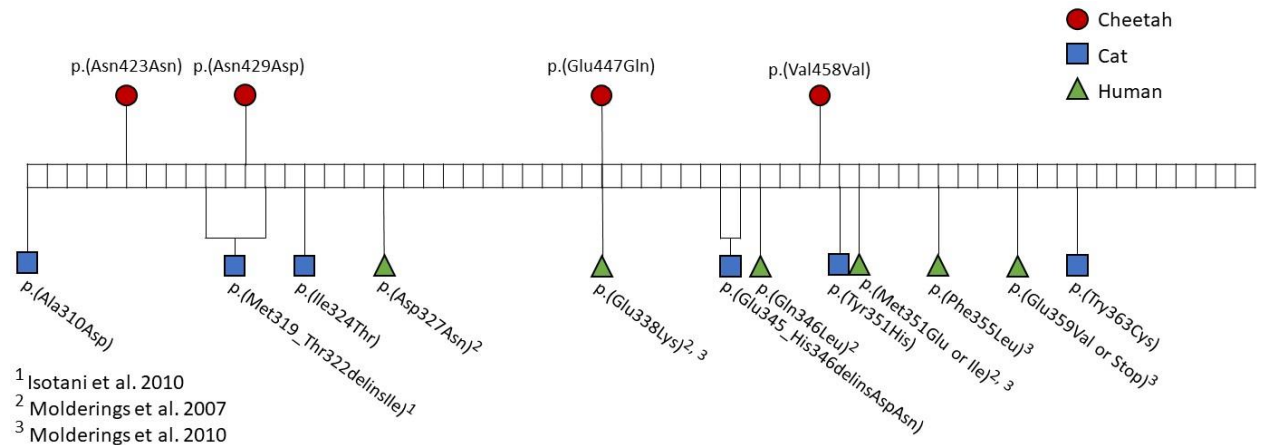 Cheetah
Cat
Human
p.(Asn423Asn)
p.(Asn429Asp)
p.(Glu447Gln)
p.(Val458Val)
p.(Ala310Asp)
p.(Met319_Thr322delinsIle)1
p.(Ile324Thr)
p.(Asp327Asn)2
p.(Glu338Lys)2, 3
p.(Glu345_His346delinsAspAsn)
p.(Gln346Leu)2
p.(Tyr351His)
p.(Met351Glu or Ile)2, 3
p.(Phe355Leu)3
p.(Glu359Val or Stop)3
p.(Try363Cys)
1 Isotani et al. 2010
2 Molderings et al. 2007
3 Molderings et al. 2010